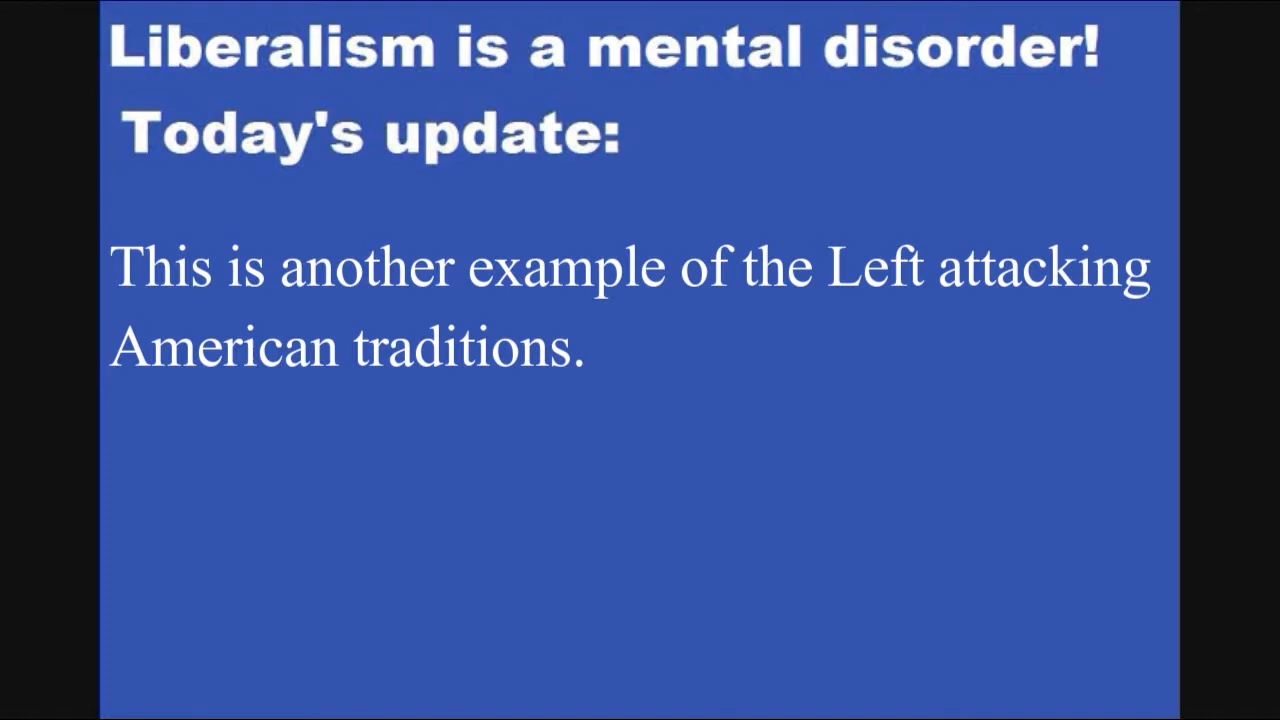 Liberalism is a mental disorder!
Today's update:
This is another example of the Left attacking
American traditions.